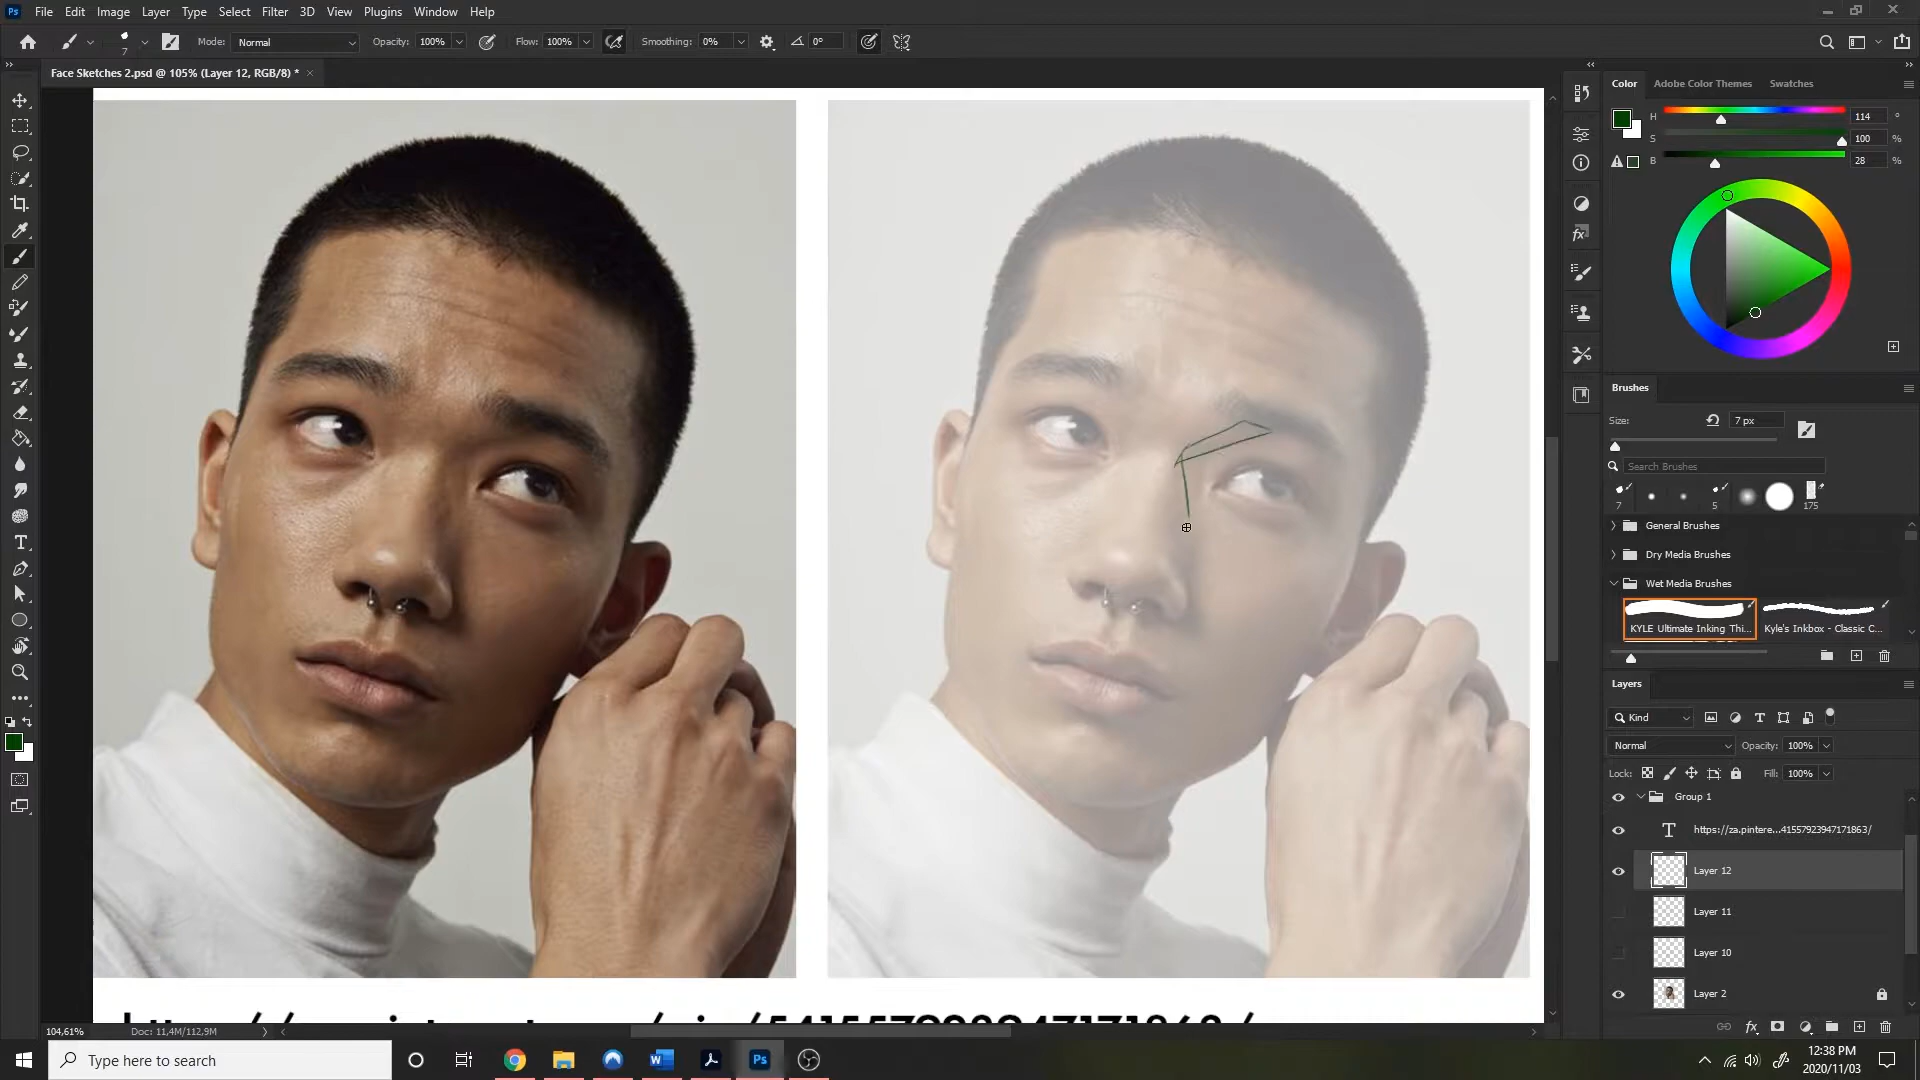 Ps File Edit Image Layer Type Select Filter 3D View Plugins Window Help
7 Mode: Normal Opacity: 100% Flow: 100% Smoothing: 0% 0°
Face Sketches 2.psd @ 105% (Layer 12, RGB/8) *
Color Adobe Color Themes Swatches
H 114 °
S 100 %
B 28 %
Brushes
Size: 7 px
Search Brushes
7 5 175
General Brushes
Dry Media Brushes
Wet Media Brushes
KYLE Ultimate Inking Thi... Kyle's Inkbox - Classic C...
Layers
Kind
Normal Opacity: 100%
Lock: Fill: 100%
Group 1
https://za.pintere...41557923947171863/
Layer 12
Layer 11
Layer 10
Layer 2
104,61% Doc: 11,4M/112,9M
Type here to search
12:38 PM
2020/11/03